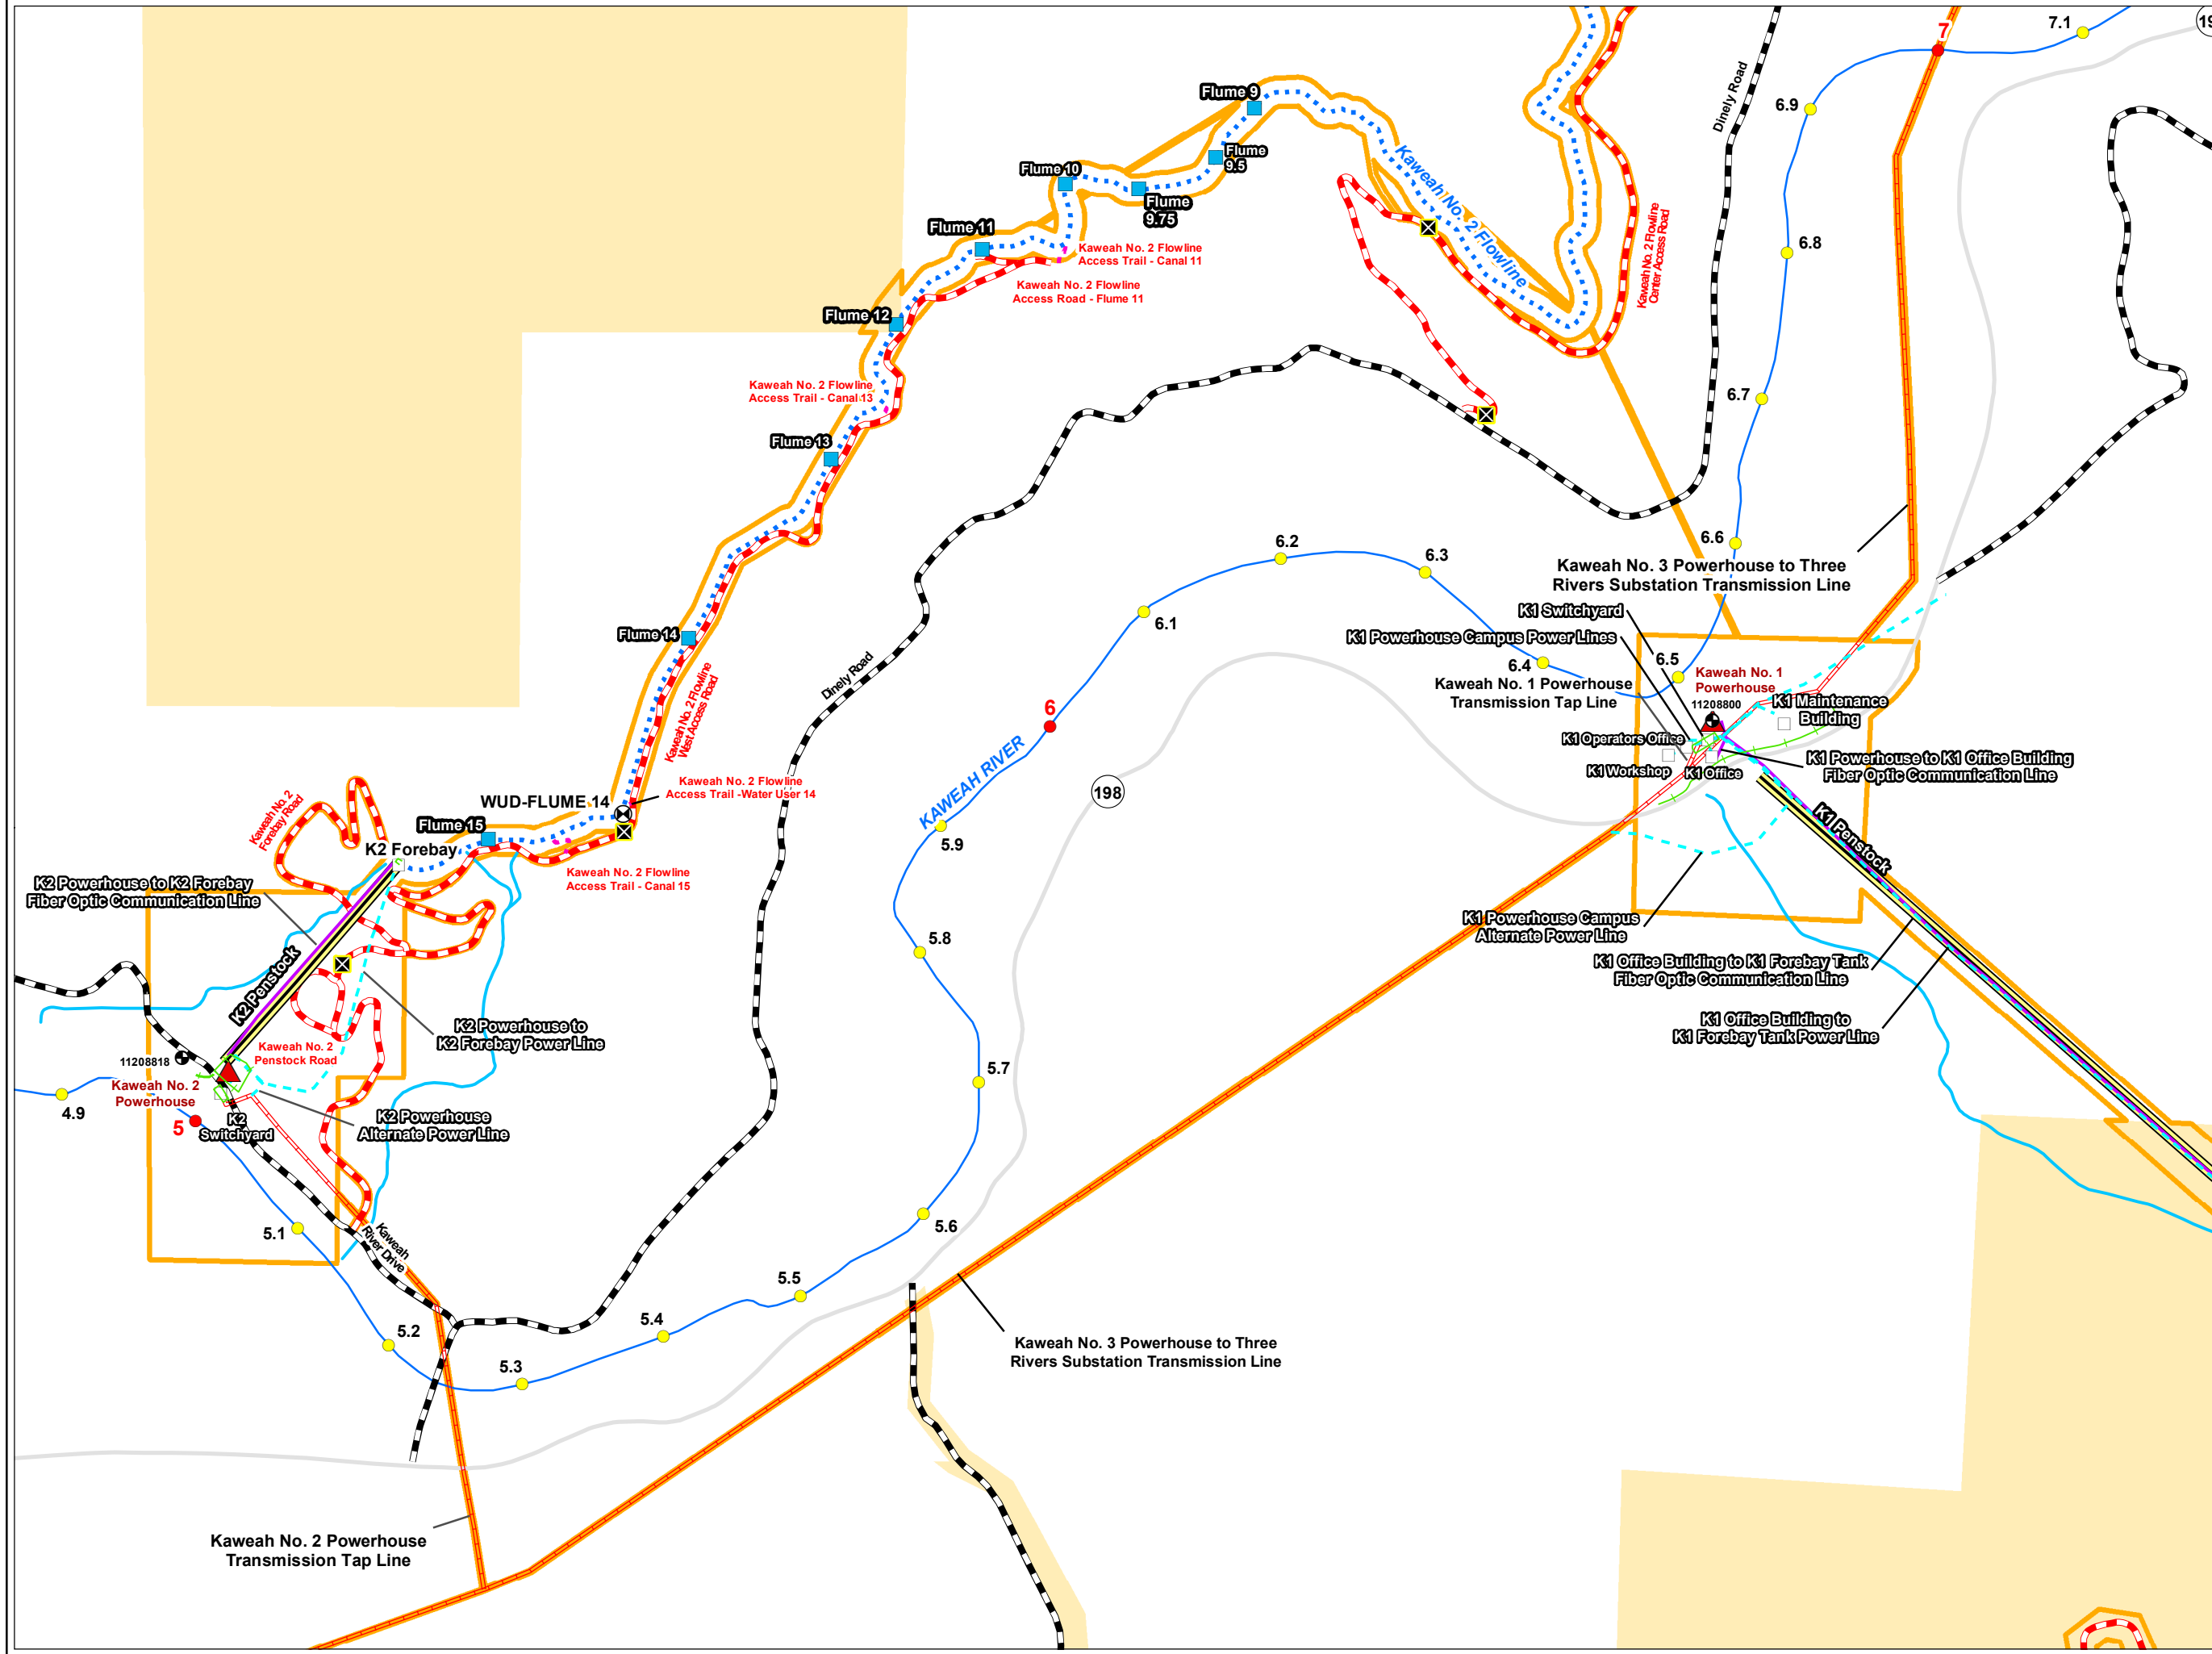 7
7.1
19
Dinely Road
6.9
Flume 9
Flume
9.5
Flume 10
Flume
9.75
Kaweah No. 2 Flowline
Kaweah No. 2 Flowline
Center Access Road
Flume 11
Kaweah No. 2 Flowline
Access Trail - Canal 11
6.8
Kaweah No. 2 Flowline
Access Road - Flume 11
Flume 12
Kaweah No. 2 Flowline
Access Trail - Canal 13
6.7
Flume 13
6.2
6.3
6.6
Kaweah No. 3 Powerhouse to Three
Rivers Substation Transmission Line
K1 Switchyard
6.1
Flume 14
K1 Powerhouse Campus Power Lines
6.4
6.5
Kaweah No. 1
Powerhouse
Kaweah No. 1 Powerhouse
Transmission Tap Line
11208800
K1 Maintenance
Building
Dinely Road
Kaweah No. 2 Flowline
West Access Road
6
KAWEAH RIVER
K1 Operators Office
K1 Workshop
K1 Office
K1 Powerhouse to K1 Office Building
Fiber Optic Communication Line
Kaweah No. 2 Flowline
Access Trail -Water User 14
198
WUD-FLUME 14
Flume 15
Kaweah No. 2
Forebay Road
K2 Forebay
5.9
K1 Penstock
Kaweah No. 2 Flowline
Access Trail - Canal 15
K2 Powerhouse to K2 Forebay
Fiber Optic Communication Line
K1 Powerhouse Campus
Alternate Power Line
5.8
K2 Penstock
K1 Office Building to K1 Forebay Tank
Fiber Optic Communication Line
K2 Powerhouse to
K2 Forebay Power Line
K1 Office Building to
K1 Forebay Tank Power Line
Kaweah No. 2
Penstock Road
11208818
Kaweah No. 2
Powerhouse
5.7
4.9
5
K2
Switchyard
K2 Powerhouse
Alternate Power Line
5.6
5.1
Kaweah
River Drive
5.5
5.4
5.2
5.3
Kaweah No. 3 Powerhouse to Three
Rivers Substation Transmission Line
Kaweah No. 2 Powerhouse
Transmission Tap Line